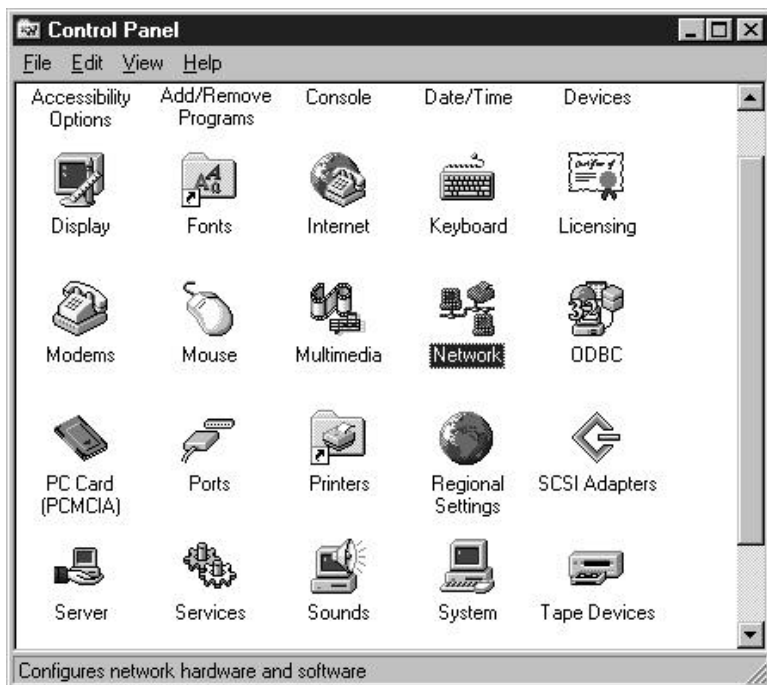 Control Panel
File Edit View Help
Accessibility Options
Add/Remove Programs
Console
Date/Time
Devices
Display
Fonts
Internet
Keyboard
Licensing
Modems
Mouse
Multimedia
Network
32
ODBC
PC Card (PCMCIA)
Ports
Printers
Regional Settings
SCSI Adapters
Server
Services
Sounds
System
Tape Devices
Configures network hardware and software